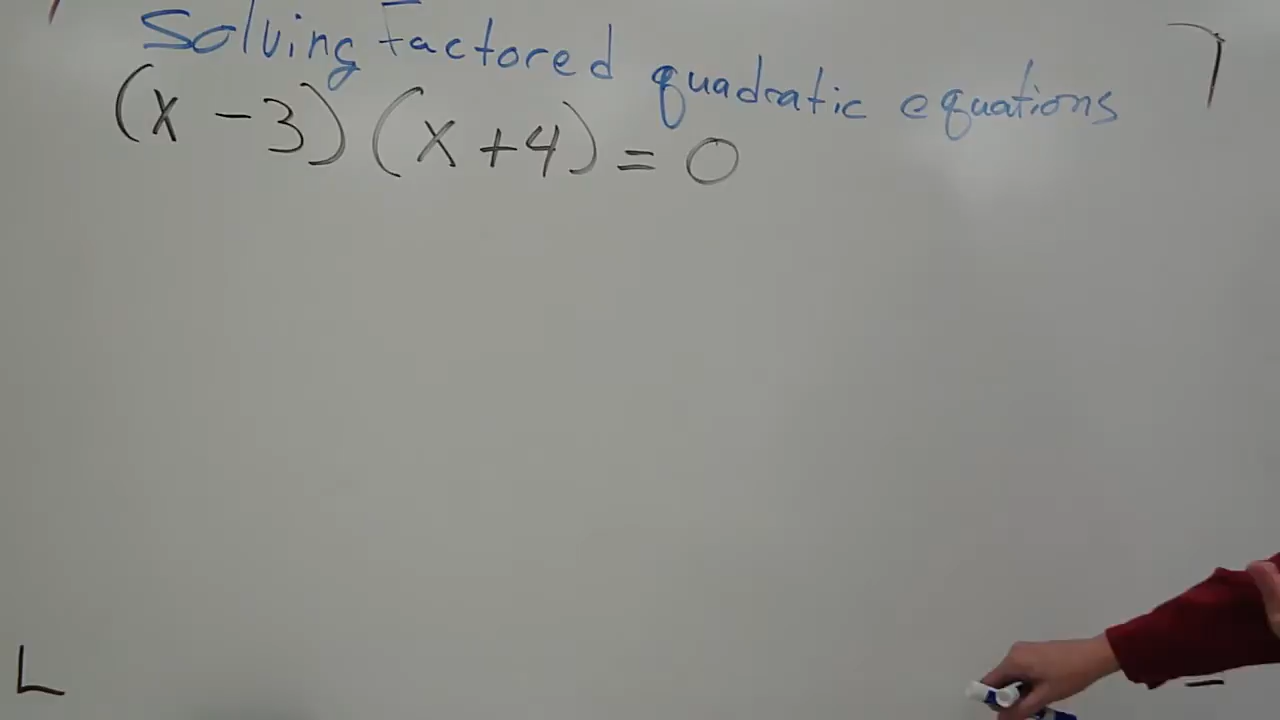 Solving Factored quadratic equations
(x - 3) (x + 4) = 0